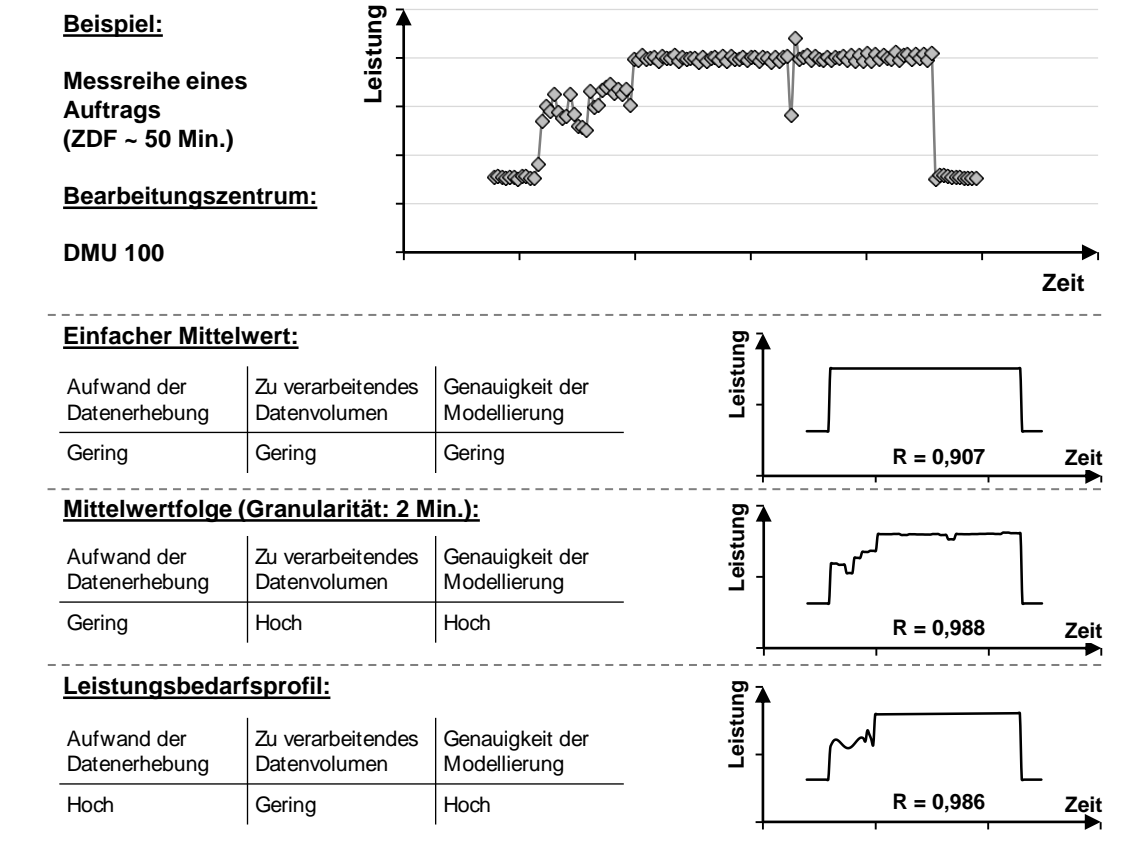 Beispiel:
Messreihe eines
Auftrags
(ZDF ~ 50 Min.)
Bearbeitungszentrum:
DMU 100
Leistung
Zeit
Einfacher Mittelwert:
Aufwand der Datenerhebung
Zu verarbeitendes Datenvolumen
Genauigkeit der Modellierung
Gering
Gering
Gering
Leistung
R = 0,907
Zeit
Mittelwertfolge (Granularität: 2 Min.):
Aufwand der Datenerhebung
Zu verarbeitendes Datenvolumen
Genauigkeit der Modellierung
Gering
Hoch
Hoch
Leistung
R = 0,988
Zeit
Leistungsbedarfsprofil:
Aufwand der Datenerhebung
Zu verarbeitendes Datenvolumen
Genauigkeit der Modellierung
Hoch
Gering
Hoch
Leistung
R = 0,986
Zeit